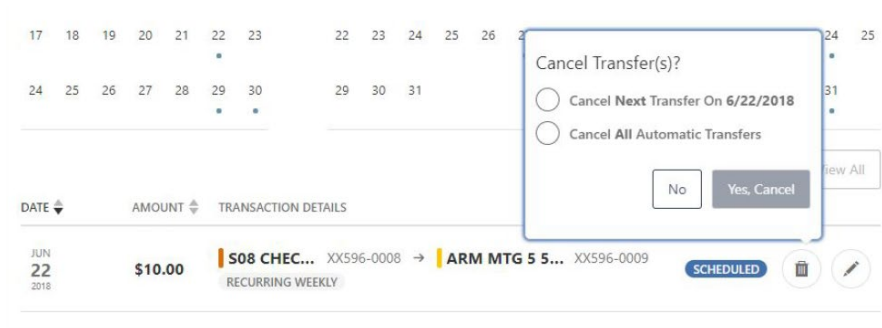 17 18 19 20 21 22 23 22 23 24 25 26 24 25
Cancel Transfer(s)?
24 25 26 27 28 29 30 29 30 31 31
Cancel Next Transfer On 6/22/2018
Cancel All Automatic Transfers
View All
No Yes, Cancel
DATE AMOUNT TRANSACTION DETAILS
JUN
22
2018
$10.00
S08 CHEC... XX596-0008 → ARM MTG 5 5... XX596-0009
RECURRING WEEKLY
SCHEDULED